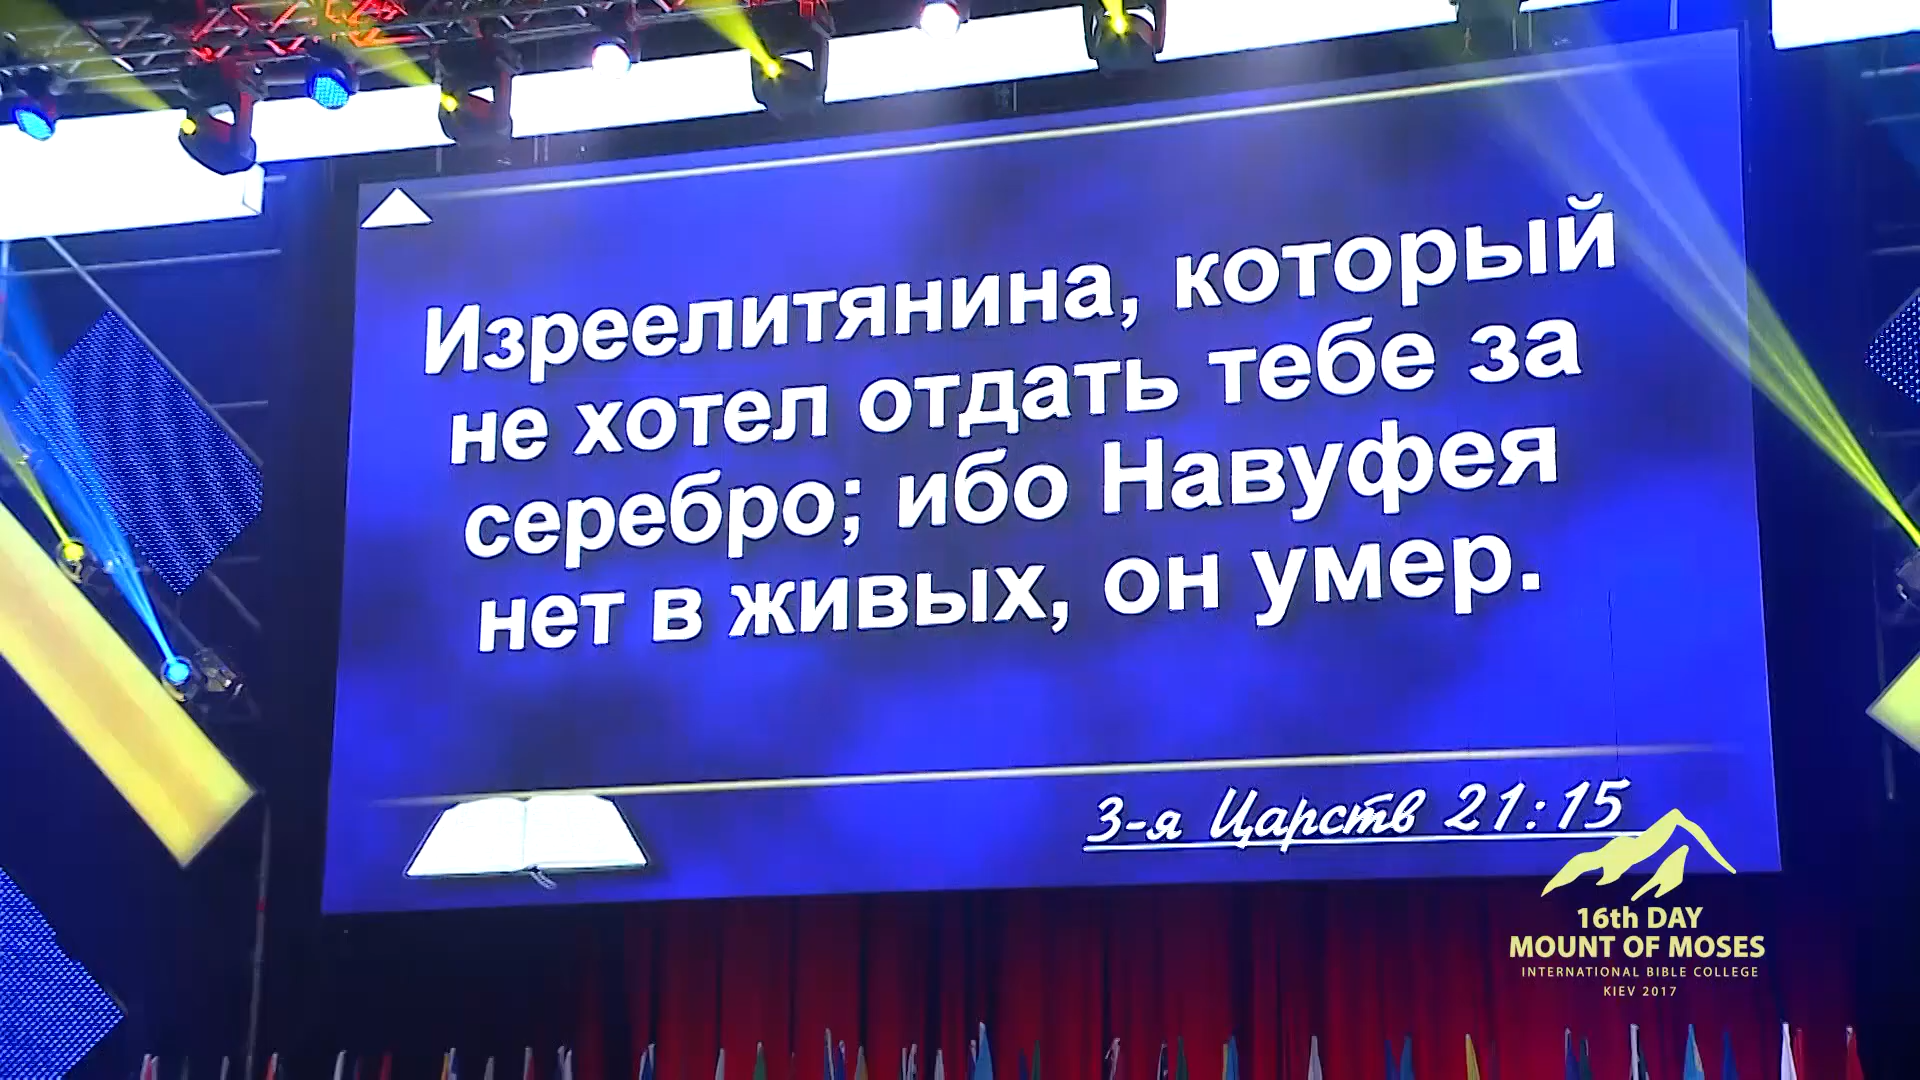 Изреелитянина, который
не хотел отдать тебе за
серебро; ибо Навуфея
нет в живых, он умер.
3-я Царств 21:15
16th DAY
MOUNT OF MOSES
INTERNATIONAL BIBLE COLLEGE
KIEV 2017